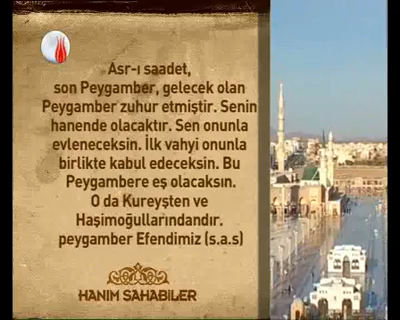 Asr-ı saadet,
son Peygamber, gelecek olan
Peygamber zuhur etmiştir. Senin
hanende olacaktır. Sen onunla
evleneceksin. İlk vahyi onunla
birlikte kabul edeceksin. Bu
Peygambere eş olacaksın.
O da Kureyşten ve
Haşimoğullarındandır.
peygamber Efendimiz (s.a.s)
HANIM SAHABİLER